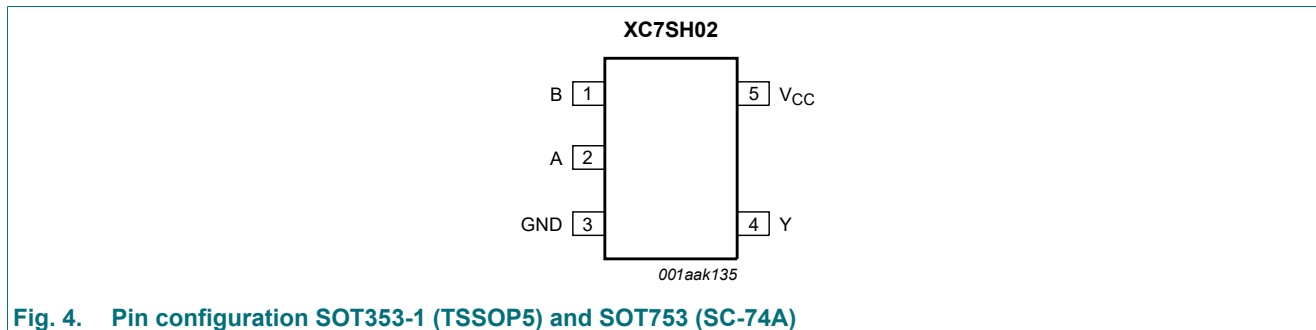 XC7SH02
B 1 5 VCC
A 2
GND 3 4 Y
001aak135
Fig. 4. Pin configuration SOT353-1 (TSSOP5) and SOT753 (SC-74A)